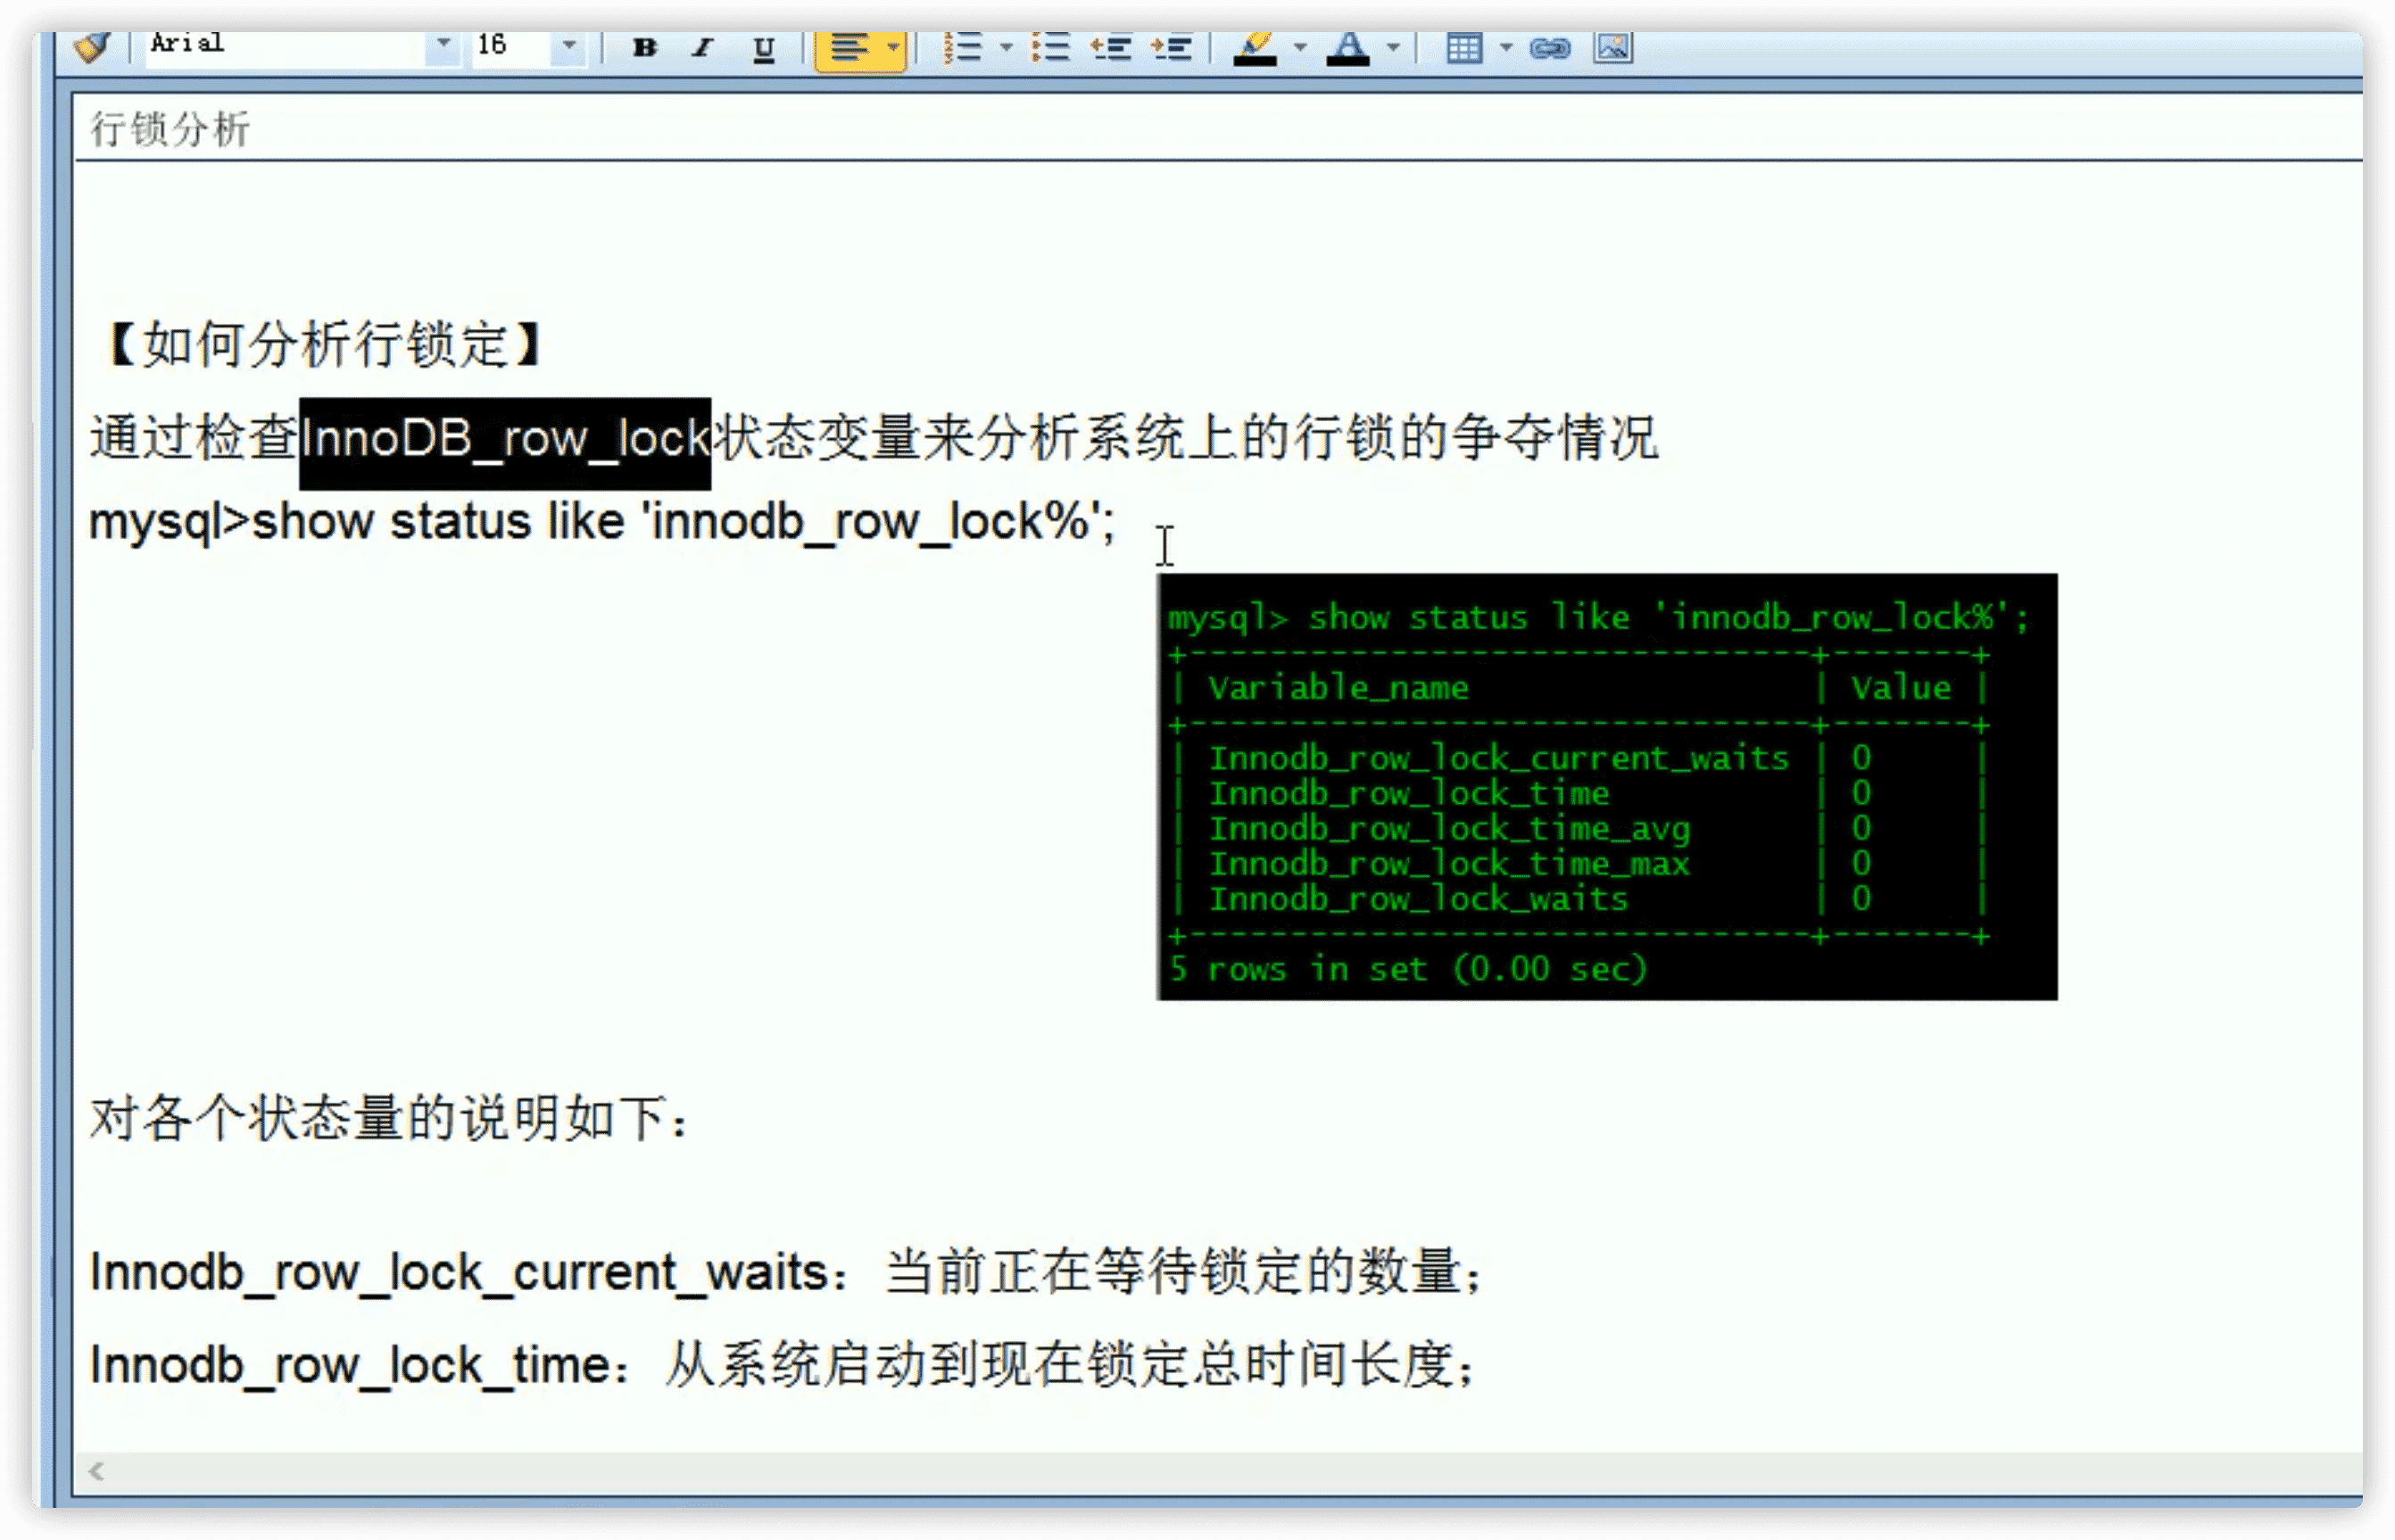 Arial 16 B I U A
行锁分析
【如何分析行锁定】
通过检查InnoDB_row_lock状态变量来分析系统上的行锁的争夺情况
mysql>show status like 'innodb_row_lock%';
mysql> show status like 'innodb_row_lock%';
+-------------------------------+-------+
| Variable_name | Value |
+-------------------------------+-------+
| Innodb_row_lock_current_waits | 0 |
| Innodb_row_lock_time | 0 |
| Innodb_row_lock_time_avg | 0 |
| Innodb_row_lock_time_max | 0 |
| Innodb_row_lock_waits | 0 |
+-------------------------------+-------+
5 rows in set (0.00 sec)
对各个状态量的说明如下：
Innodb_row_lock_current_waits：当前正在等待锁定的数量；
Innodb_row_lock_time：从系统启动到现在锁定总时间长度；